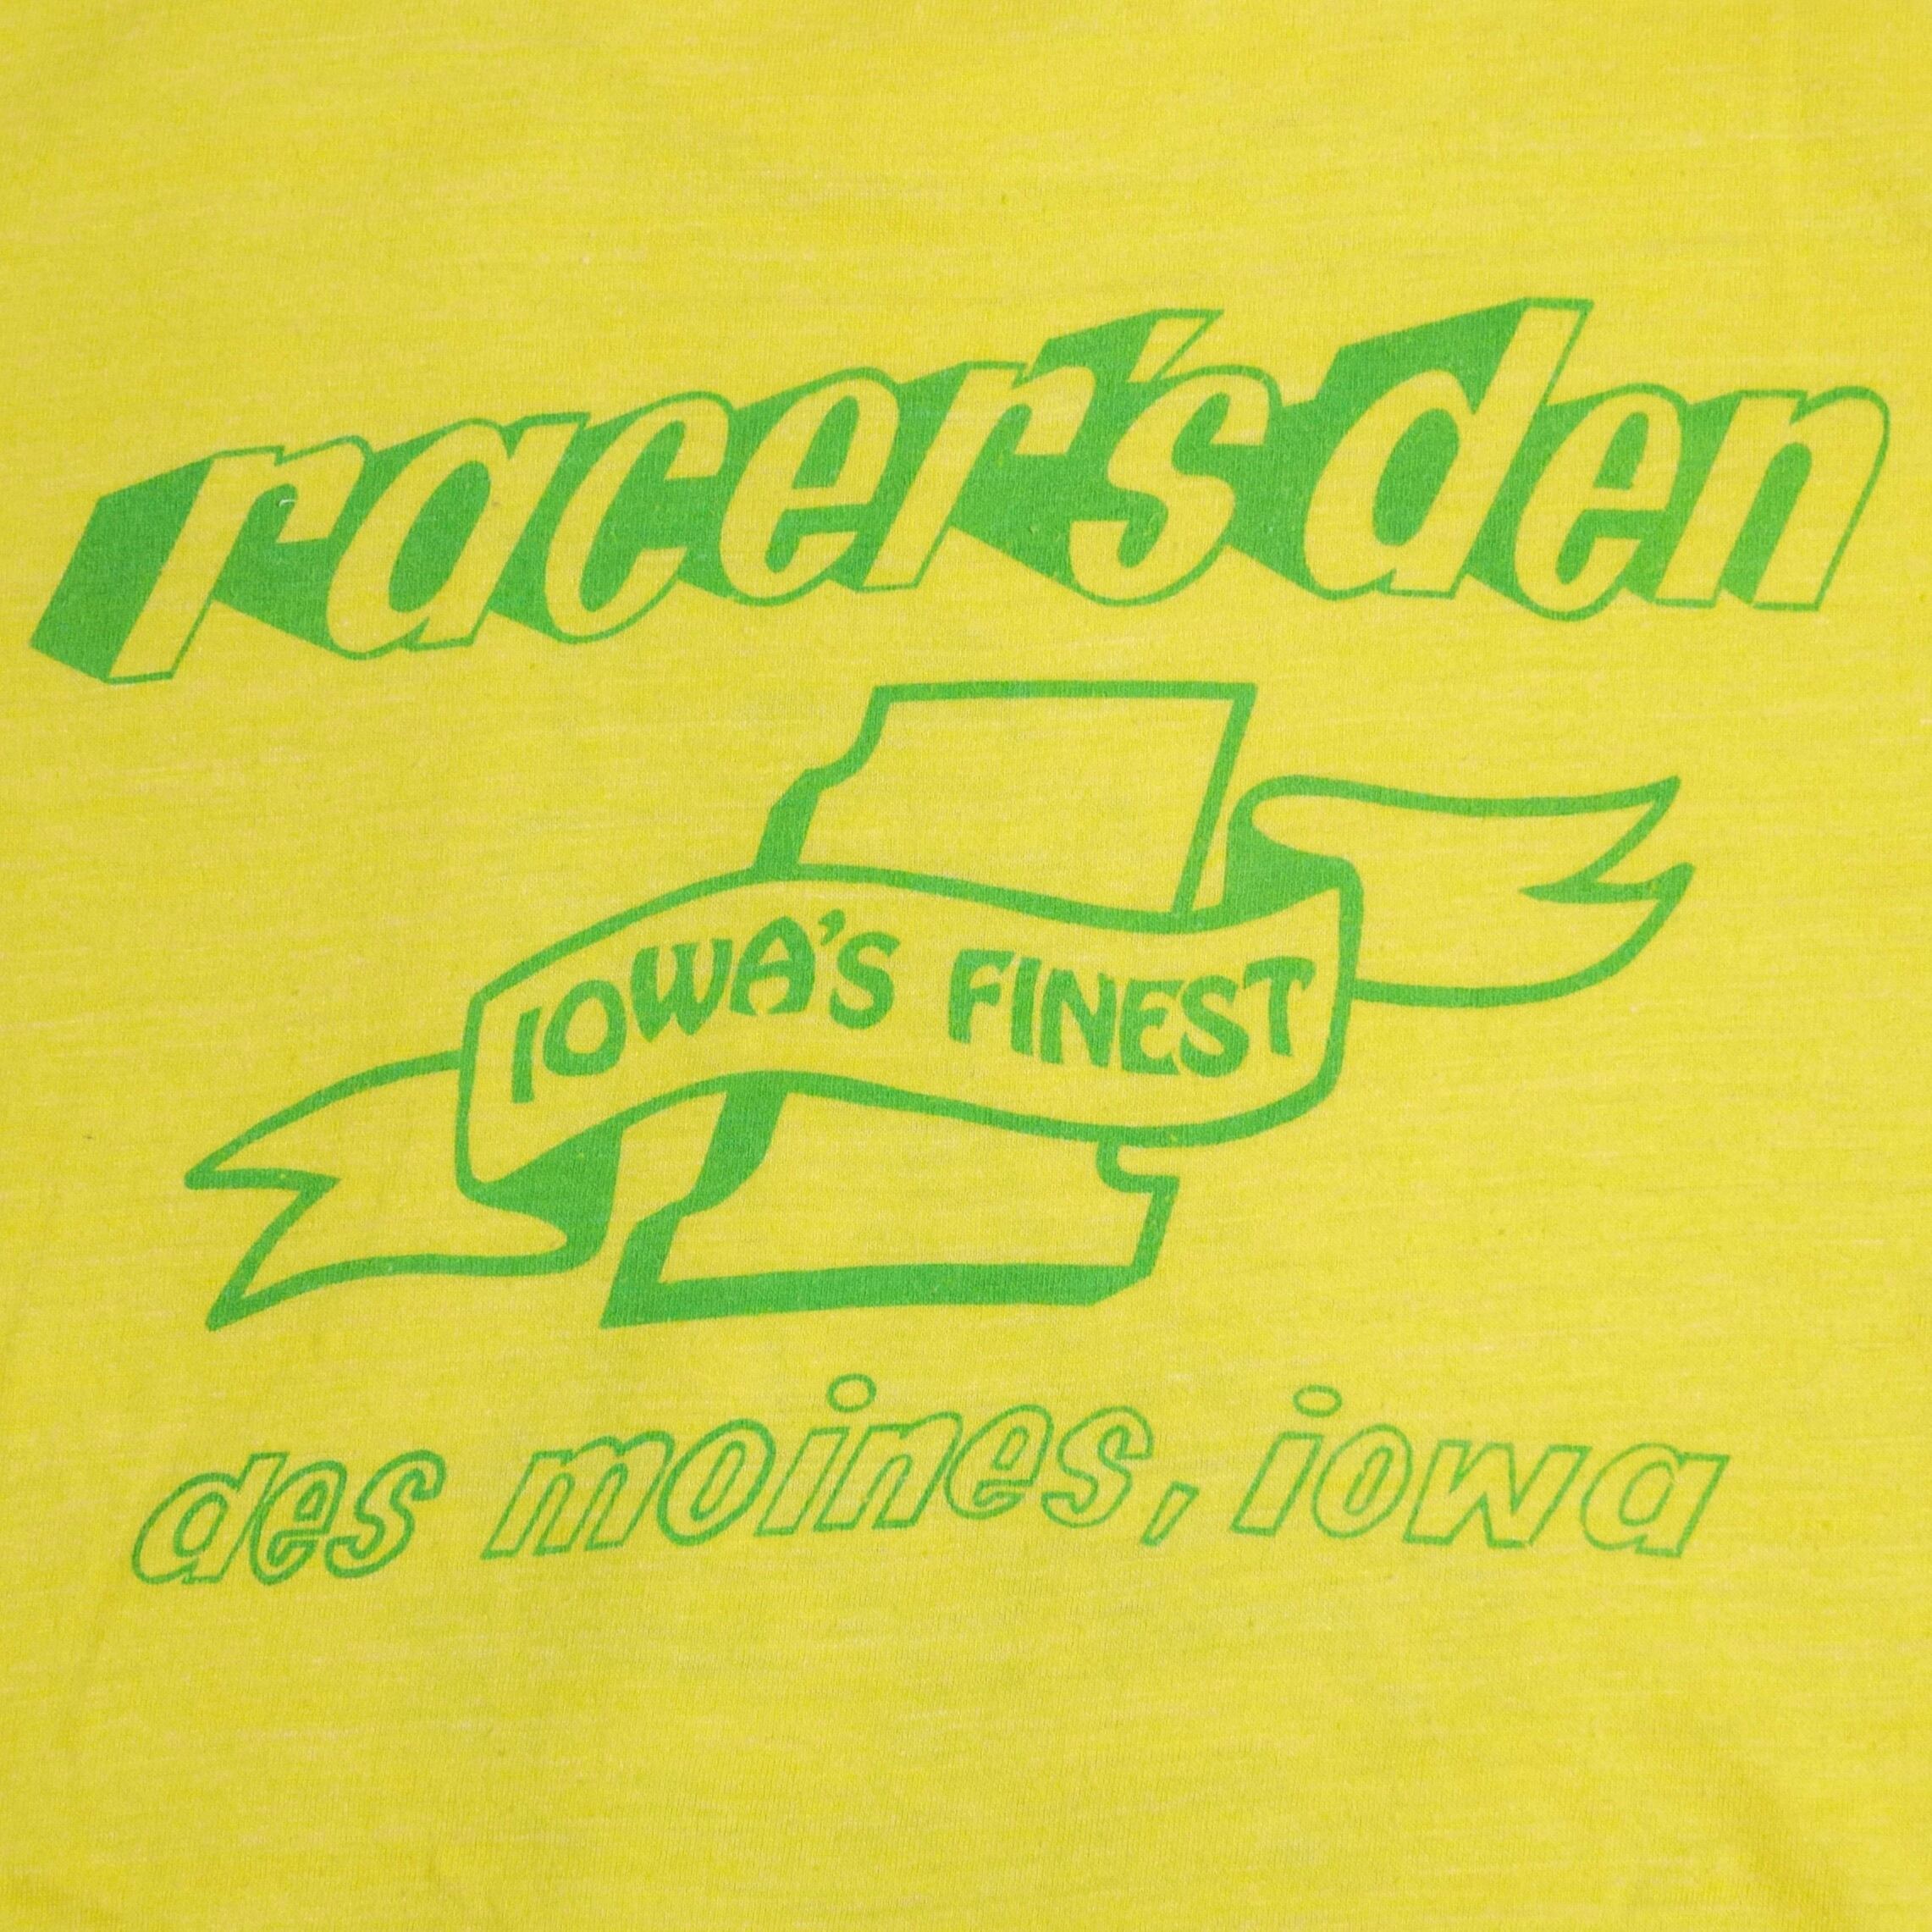 racer's den
IOWA'S FINEST
des moines, iowa